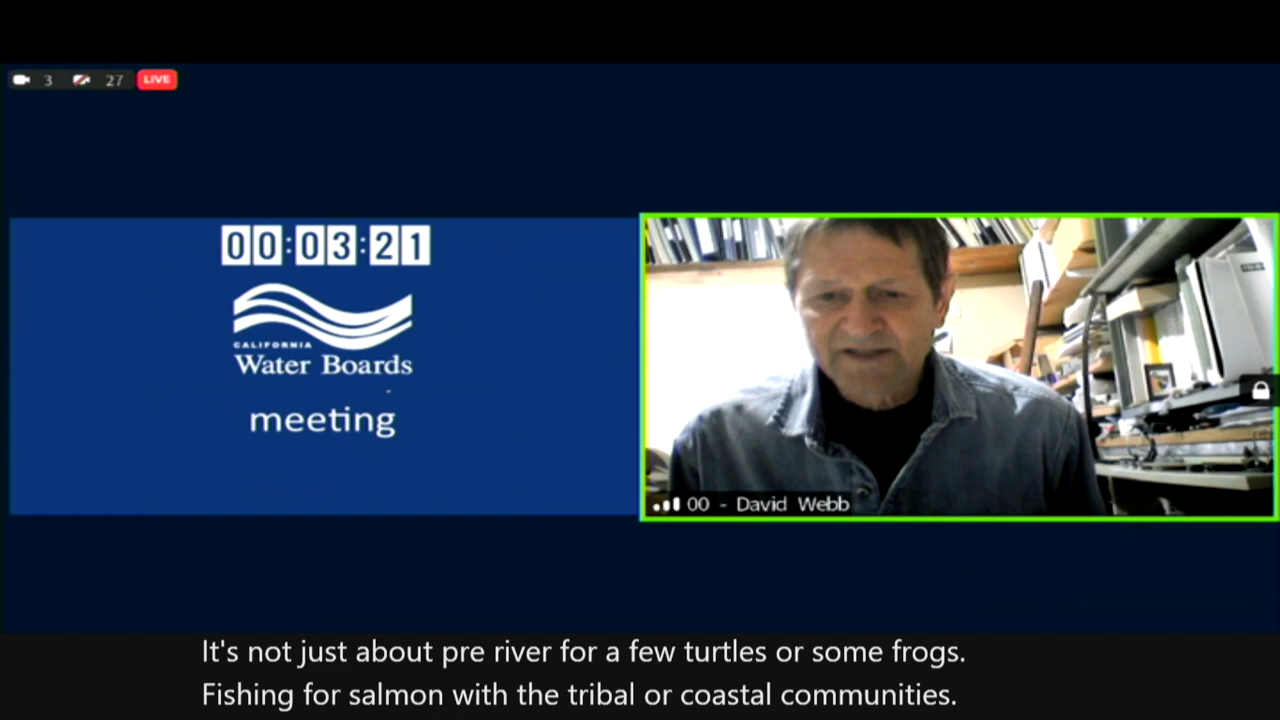 3 27 LIVE
00:03:21
CALIFORNIA
Water Boards
meeting
00 - David Webb
It's not just about pre river for a few turtles or some frogs.
Fishing for salmon with the tribal or coastal communities.